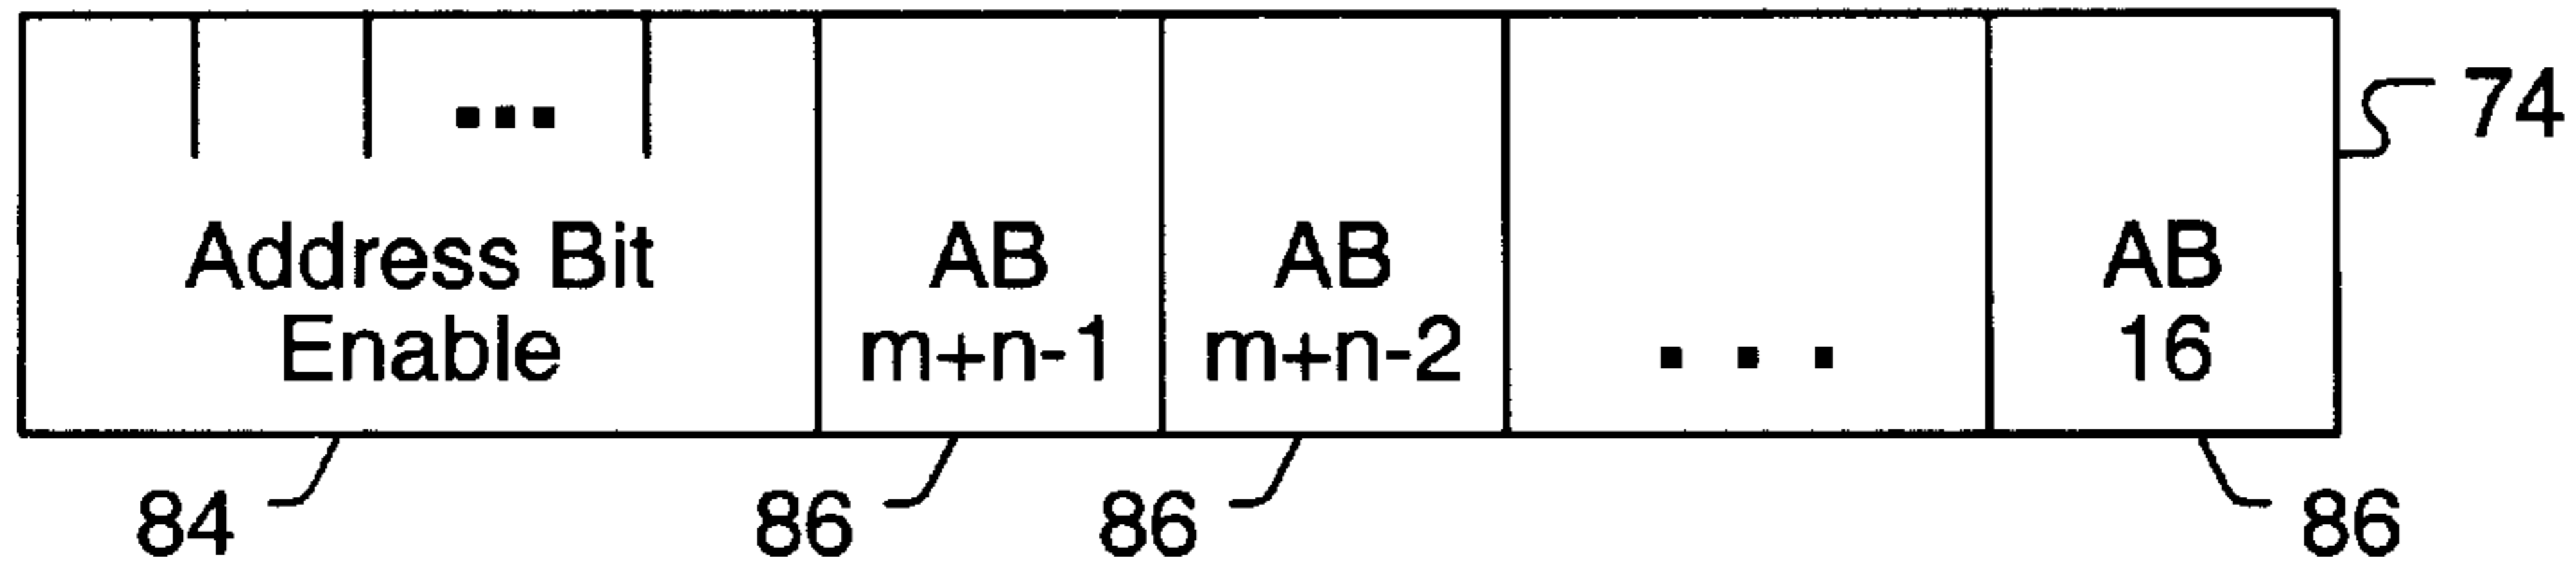 ...
74
Address Bit
Enable
AB
m+n-1
AB
m+n-2
. . .
AB
16
84
86
86
86